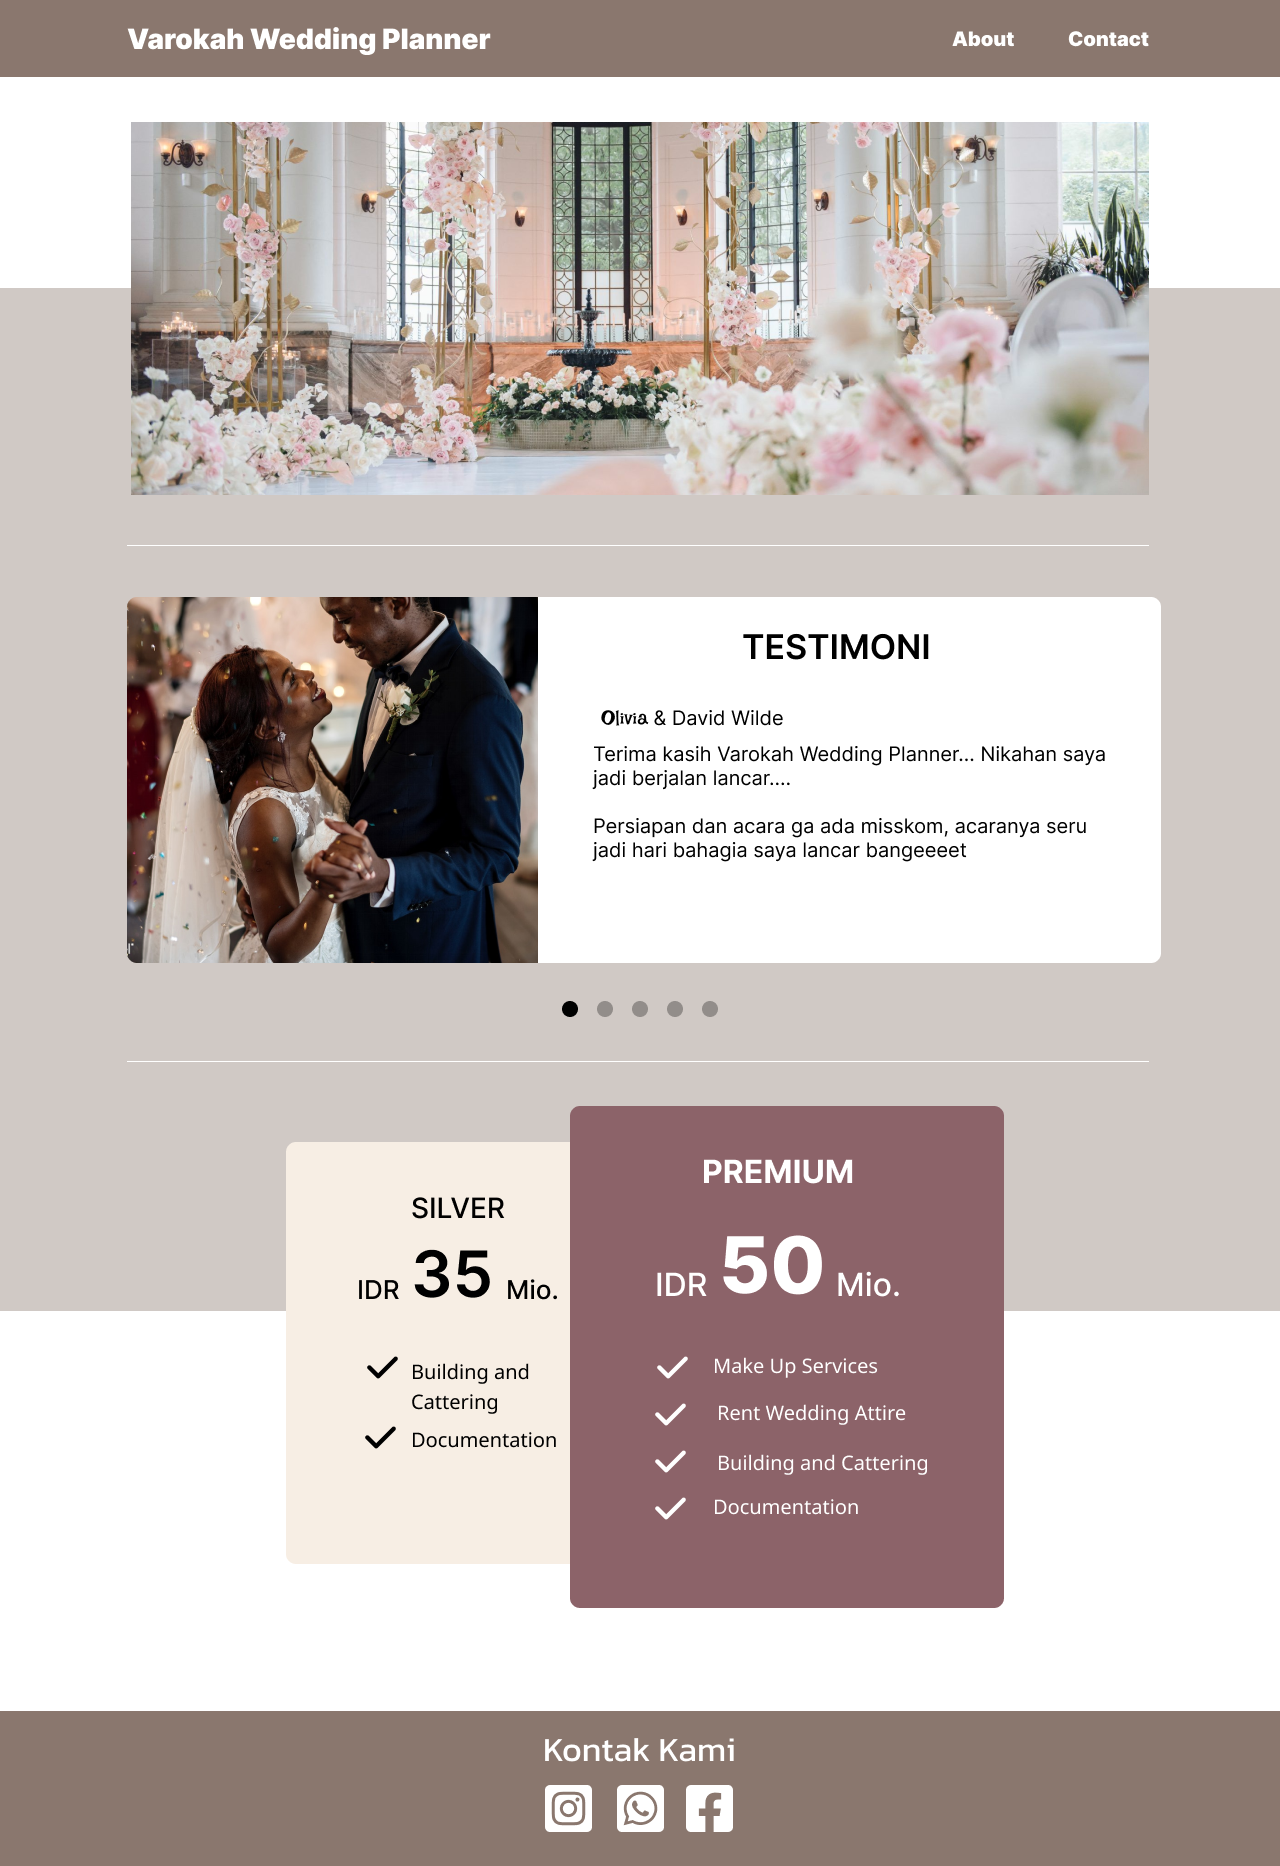 Varokah Wedding Planner
About
Contact
TESTIMONI
Olivia & David Wilde
Terima kasih Varokah Wedding Planner... Nikahan saya
jadi berjalan lancar....
Persiapan dan acara ga ada misskom, acaranya seru
jadi hari bahagia saya lancar bangeeeet
SILVER
IDR 35 Mio.
Building and
Cattering
Documentation
PREMIUM
IDR 50 Mio.
Make Up Services
Rent Wedding Attire
Building and Cattering
Documentation
Kontak Kami